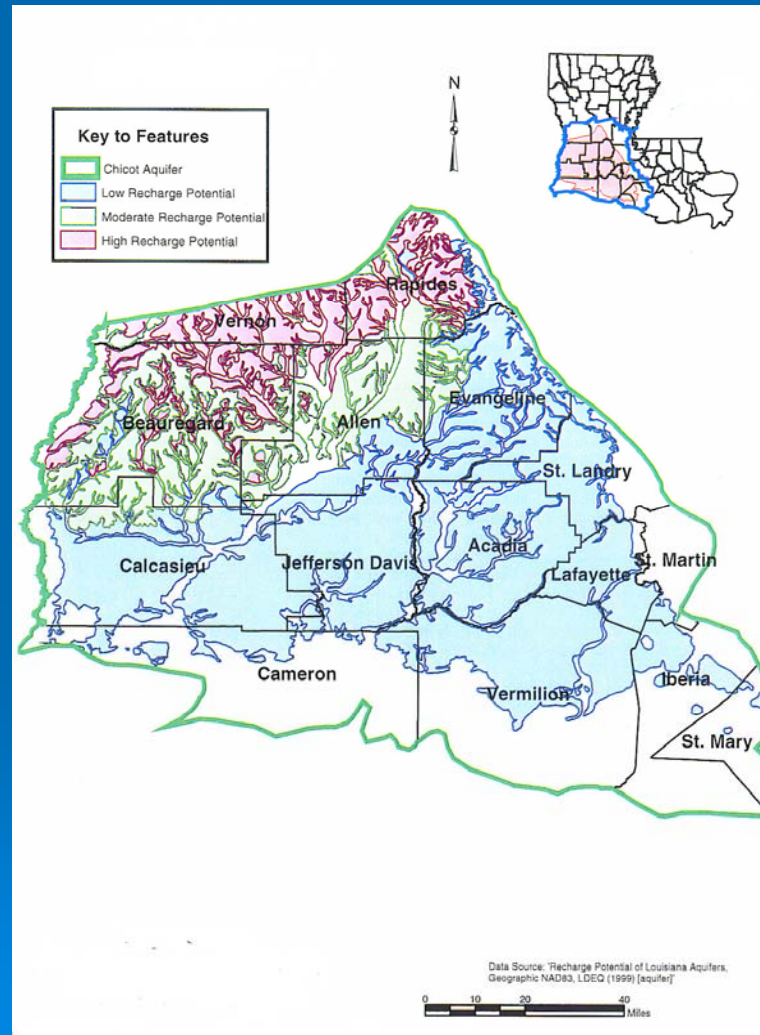 N
Key to Features
Chicot Aquifer
Low Recharge Potential
Moderate Recharge Potential
High Recharge Potential
Rapides
Vernon
Evangeline
Beauregard
Allen
St. Landry
Acadia
St. Martin
Calcasieu
Jefferson Davis
Lafayette
Cameron
Iberia
Vermilion
St. Mary
Data Source: 'Recharge Potential of Louisiana Aquifers,
Geographic NAD83, LDEQ (1999) [aquifer]'
0 10 20 40
Miles